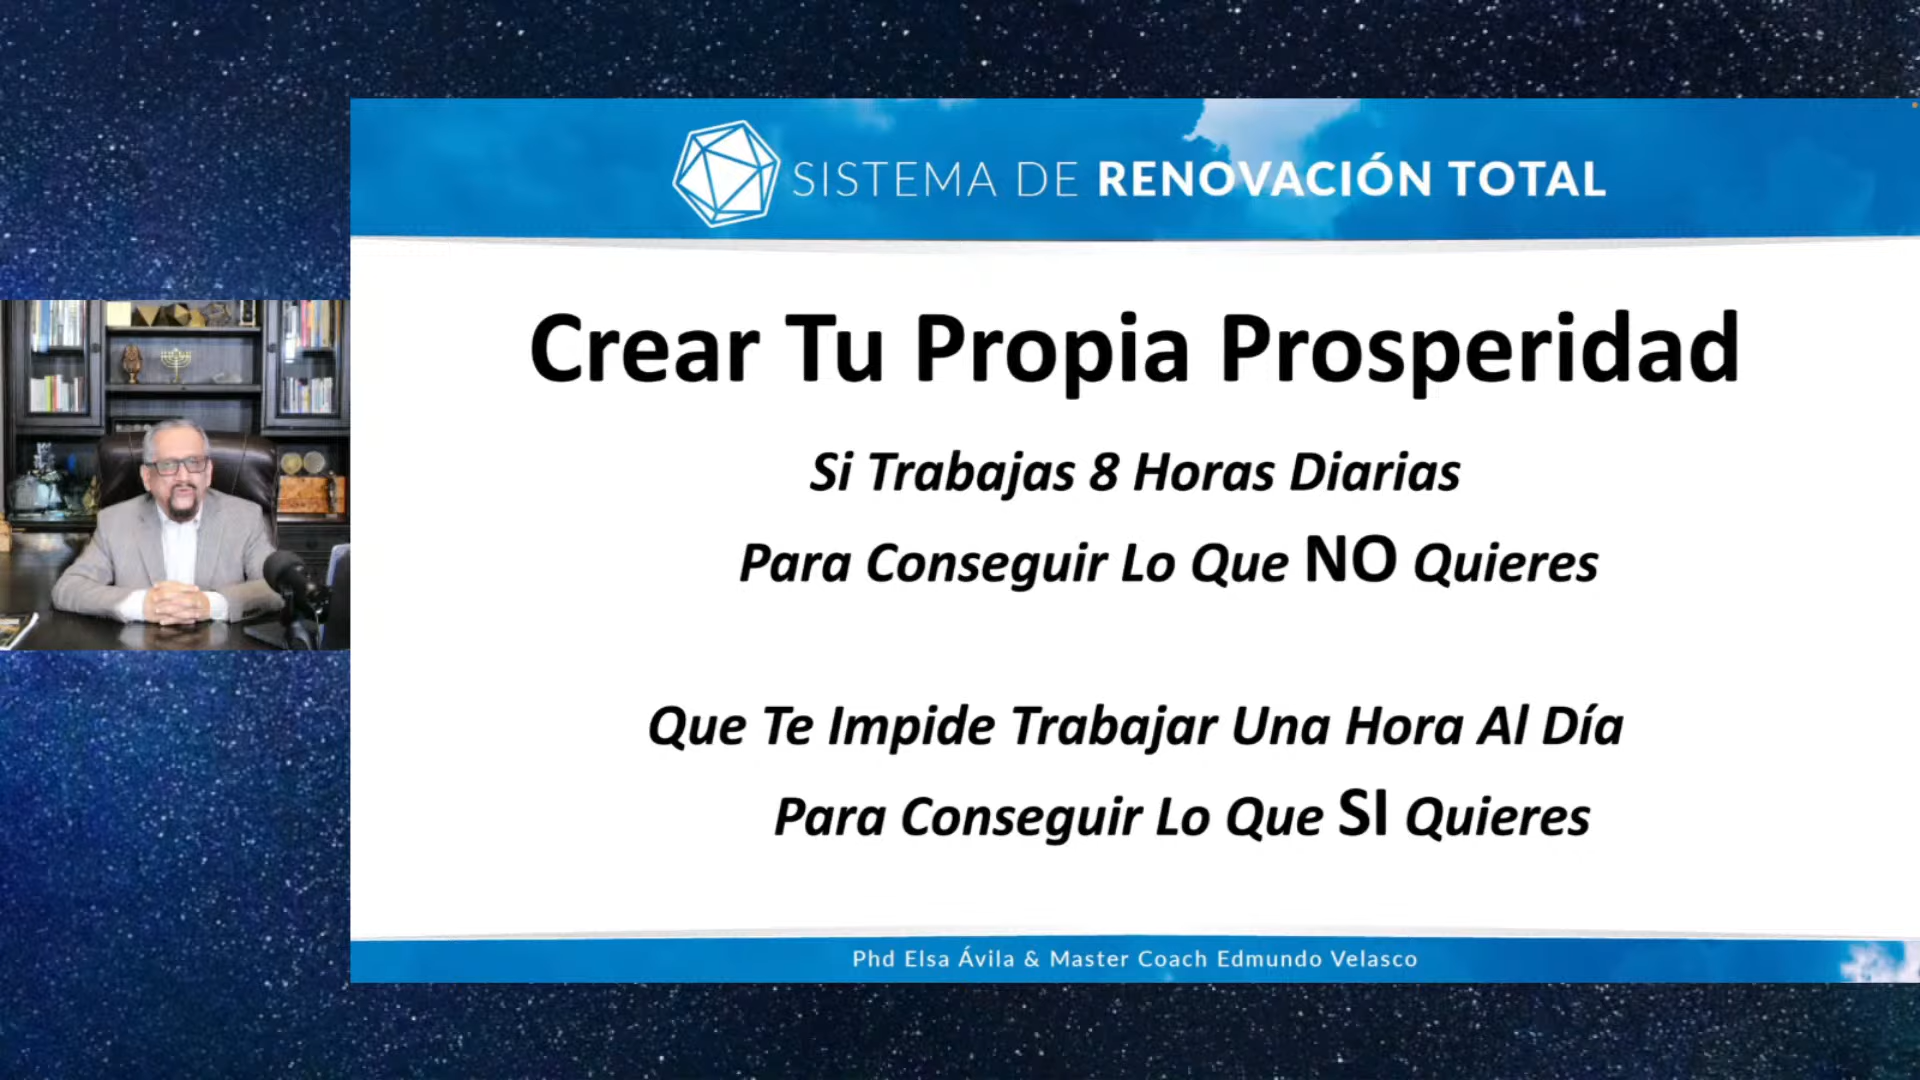 SISTEMA DE RENOVACIÓN TOTAL
Crear Tu Propia Prosperidad
Si Trabajas 8 Horas Diarias
Para Conseguir Lo Que NO Quieres
Que Te Impide Trabajar Una Hora Al Día
Para Conseguir Lo Que SI Quieres
Phd Elsa Ávila & Master Coach Edmundo Velasco